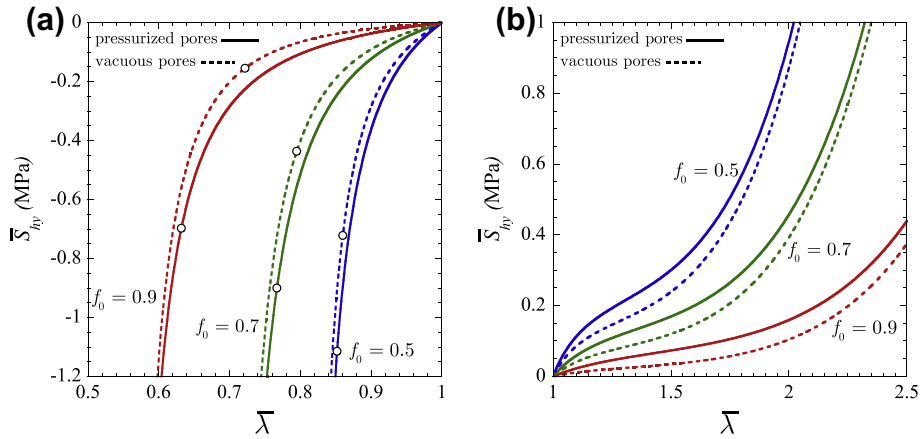 (a)
pressurized pores
vacuous pores
0
-0.2
-0.4
-0.6
-0.8
-1
-1.2
S̅hy (MPa)
f0 = 0.9
f0 = 0.7
f0 = 0.5
0.5 0.6 0.7 0.8 0.9 1
λ̅
(b)
pressurized pores
vacuous pores
1
0.8
0.6
0.4
0.2
0
S̅hy (MPa)
f0 = 0.5
f0 = 0.7
f0 = 0.9
1 1.5 2 2.5
λ̅